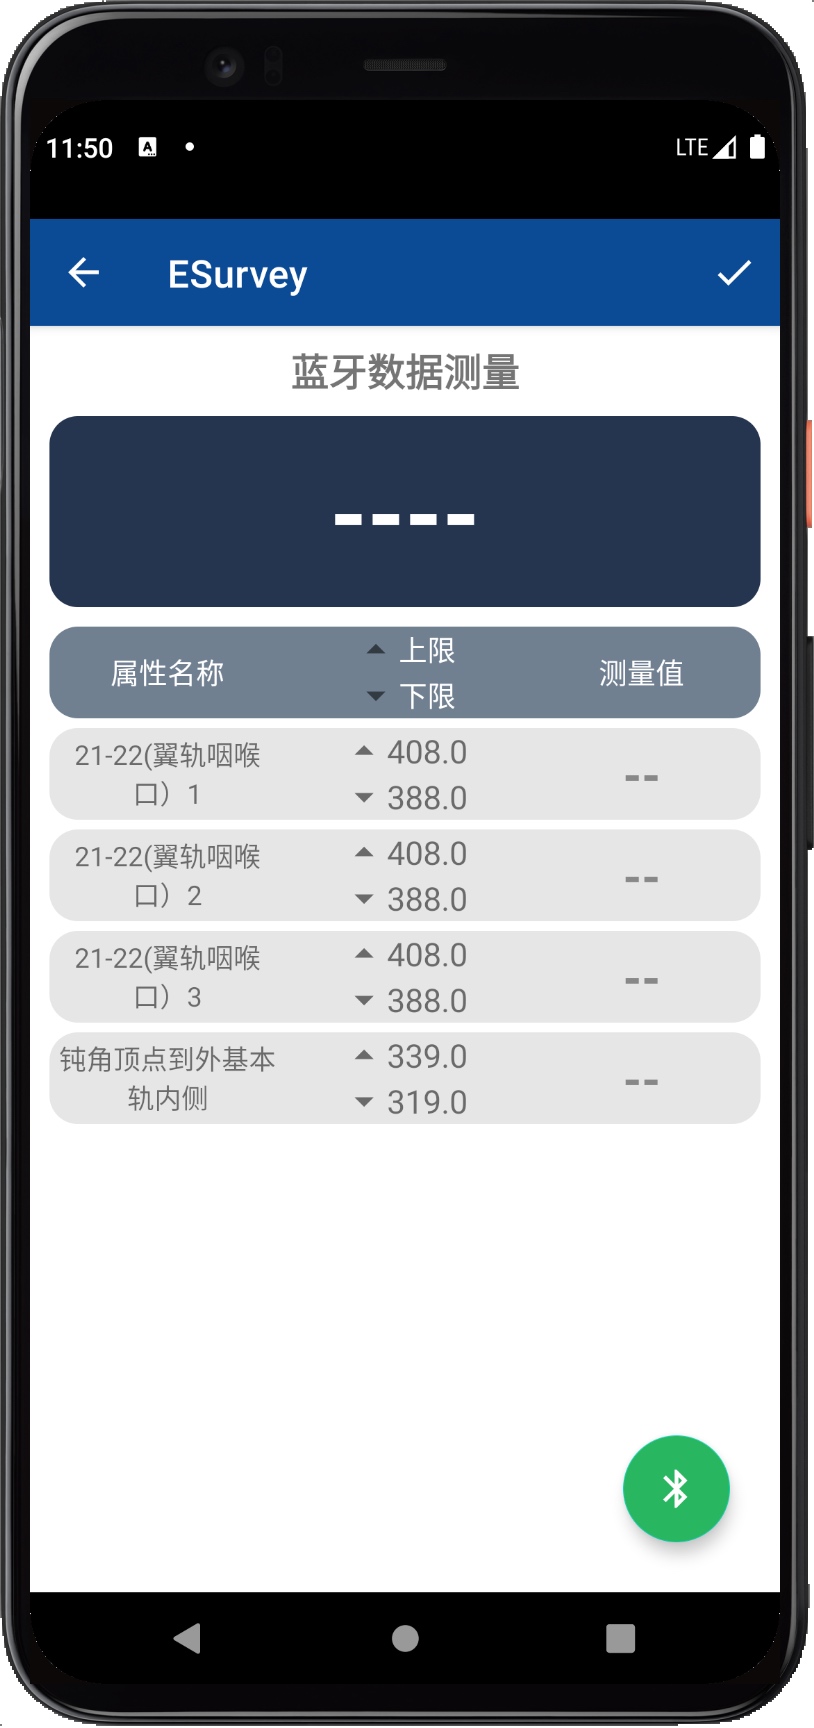 11:50
LTE
ESurvey
蓝牙数据测量
----
属性名称
上限
下限
测量值
21-22(翼轨咽喉
口）1
408.0
388.0
--
21-22(翼轨咽喉
口）2
408.0
388.0
--
21-22(翼轨咽喉
口）3
408.0
388.0
--
钝角顶点到外基本
轨内侧
339.0
319.0
--